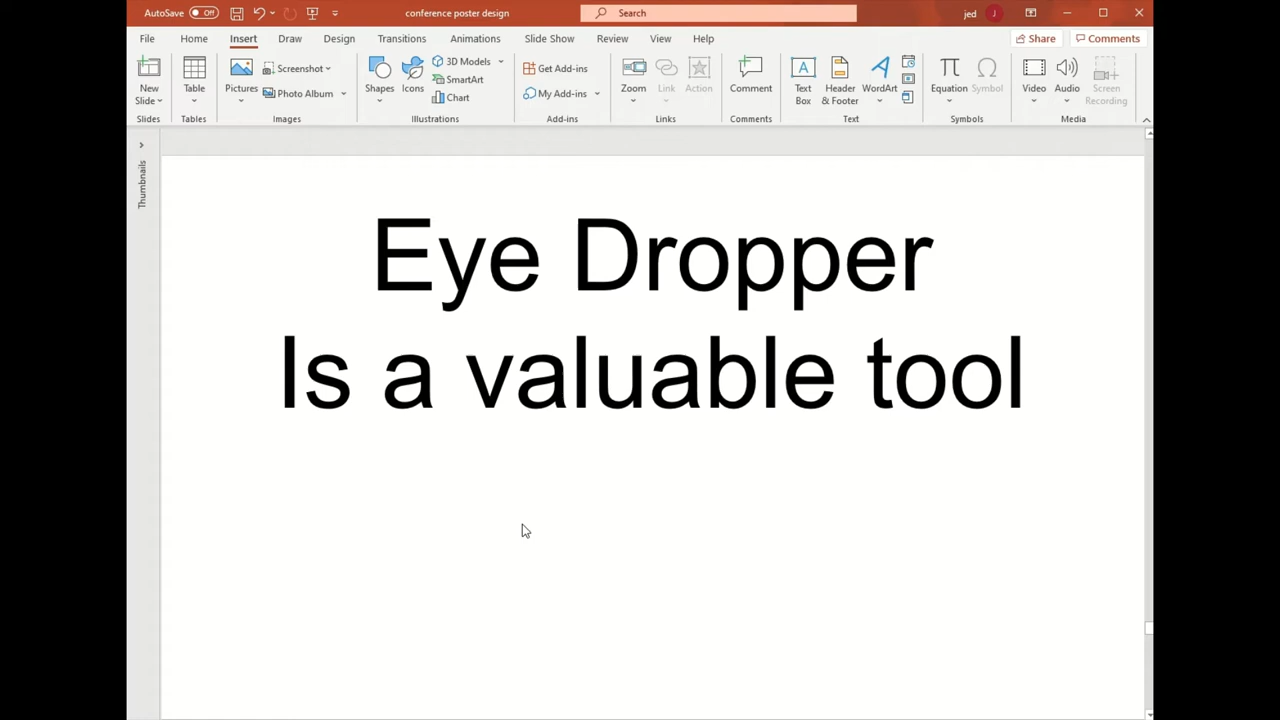 AutoSave Off conference poster design Search jed J
File Home Insert Draw Design Transitions Animations Slide Show Review View Help Share Comments
New Slide
Table
Pictures
Screenshot
Photo Album
Shapes
Icons
3D Models
SmartArt
Chart
Get Add-ins
My Add-ins
Zoom
Link
Action
Comment
Text Box
Header & Footer
WordArt
Equation
Symbol
Video
Audio
Screen Recording
Slides Tables Images Illustrations Add-ins Links Comments Text Symbols Media
Thumbnails
Eye Dropper
Is a valuable tool